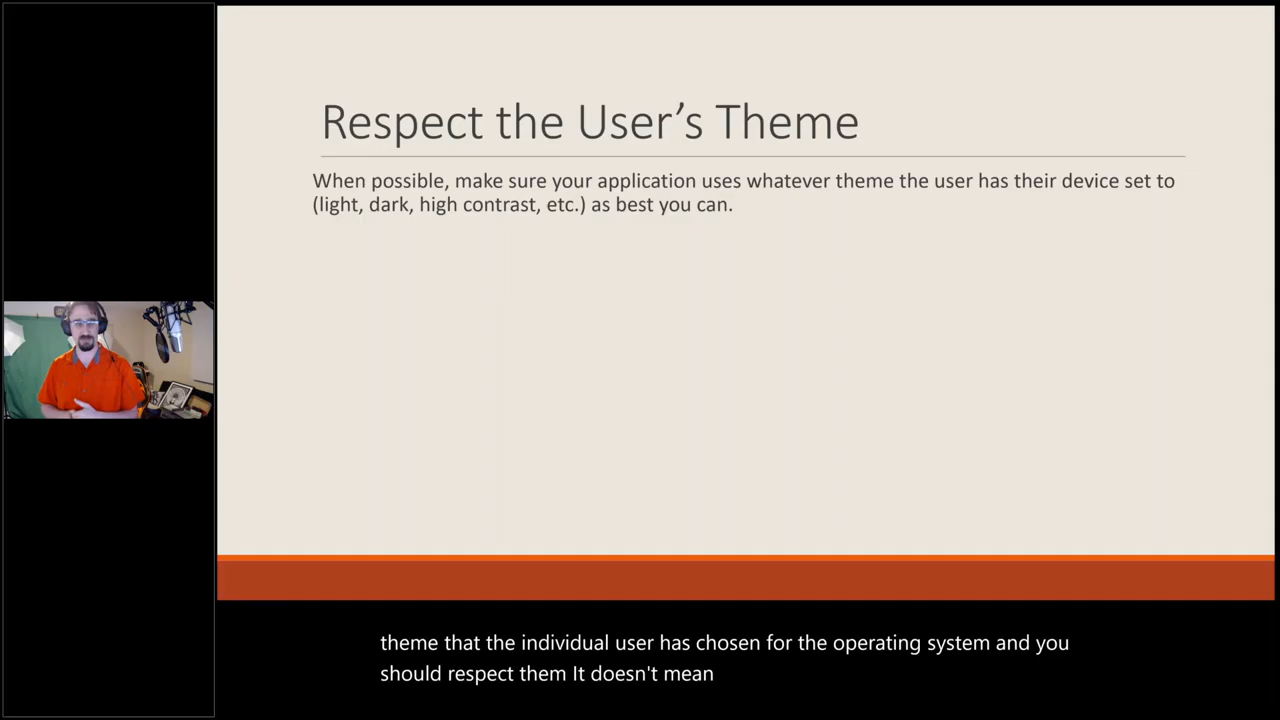 Respect the User’s Theme
When possible, make sure your application uses whatever theme the user has their device set to
(light, dark, high contrast, etc.) as best you can.
theme that the individual user has chosen for the operating system and you
should respect them It doesn't mean